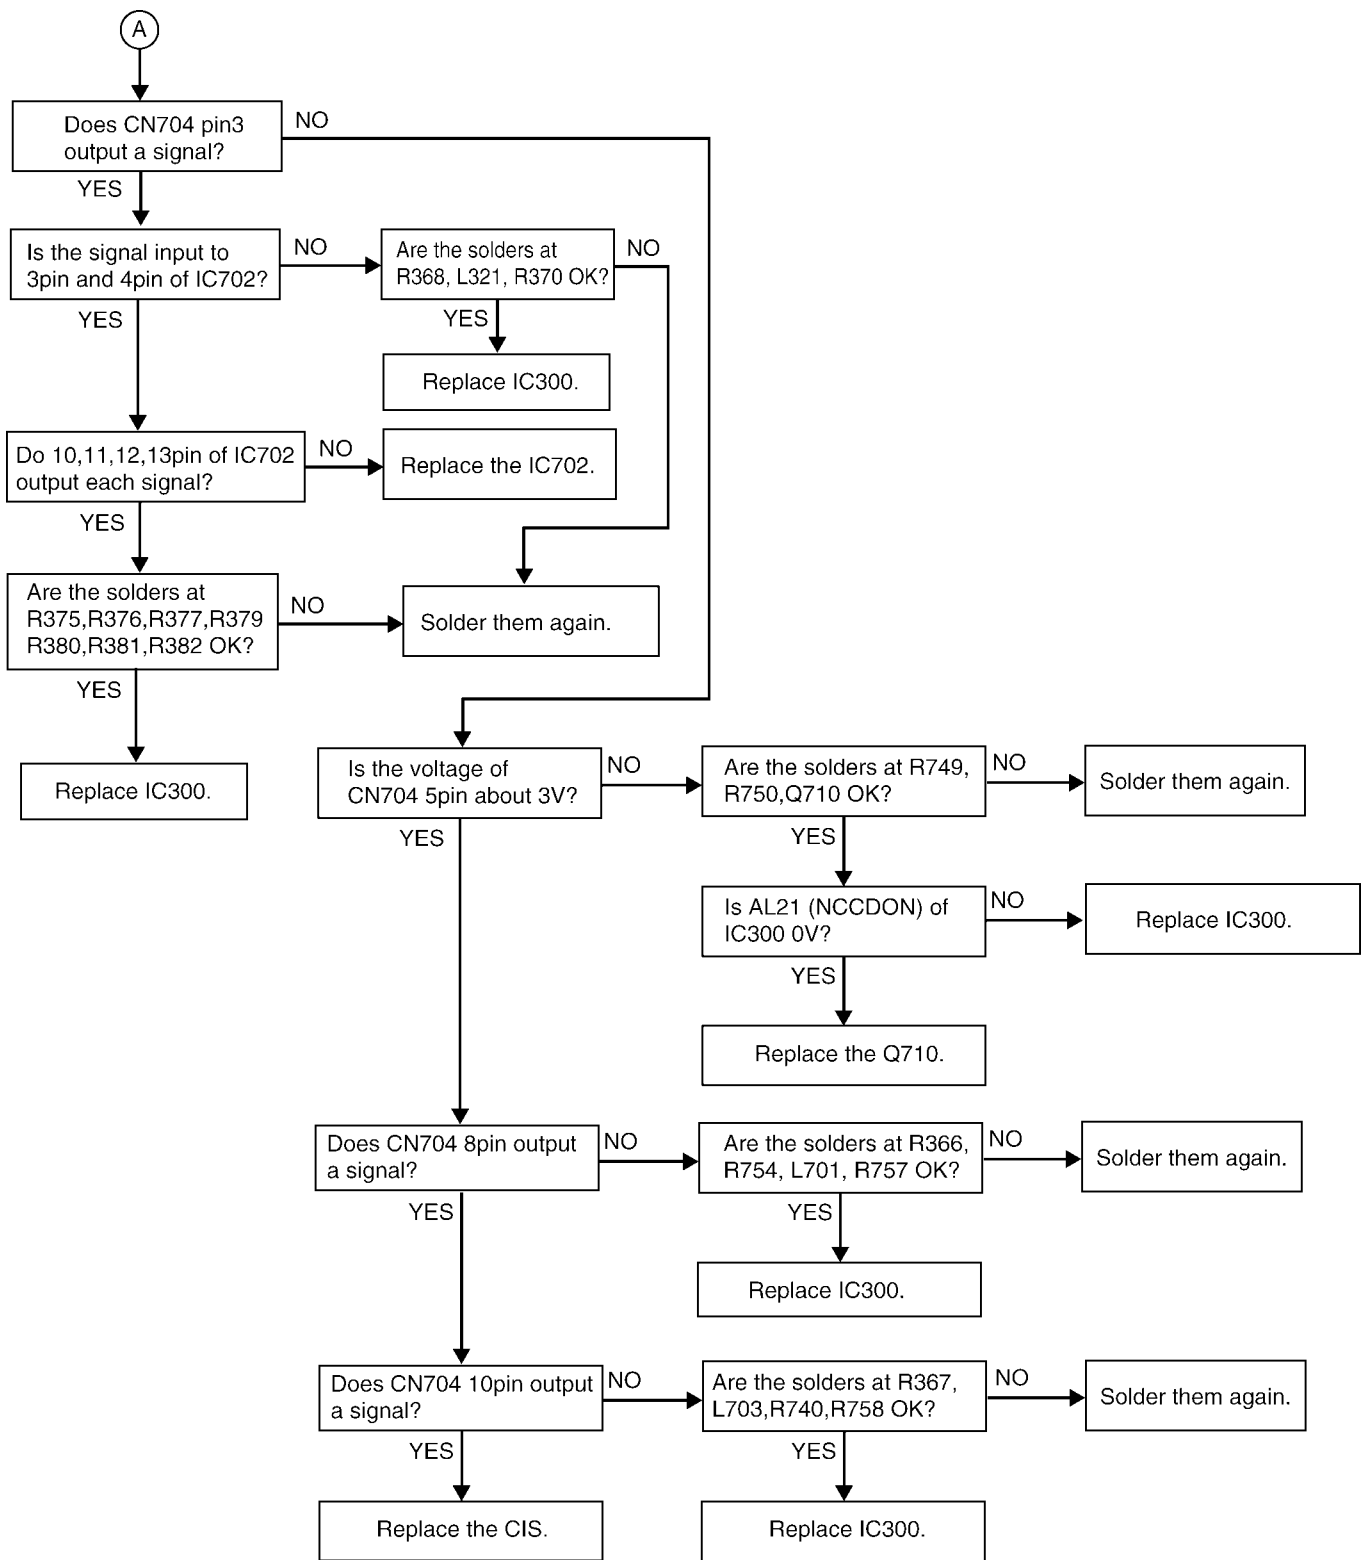 A
Does CN704 pin3
output a signal?
NO
YES
Is the signal input to
3pin and 4pin of IC702?
NO
Are the solders at
R368, L321, R370 OK?
NO
YES
YES
Replace IC300.
Do 10,11,12,13pin of IC702
output each signal?
NO
Replace the IC702.
YES
Are the solders at
R375,R376,R377,R379
R380,R381,R382 OK?
NO
Solder them again.
YES
Replace IC300.
Is the voltage of
CN704 5pin about 3V?
NO
Are the solders at R749,
R750,Q710 OK?
NO
Solder them again.
YES
YES
Is AL21 (NCCDON) of
IC300 0V?
NO
Replace IC300.
YES
Replace the Q710.
Does CN704 8pin output
a signal?
NO
Are the solders at R366,
R754, L701, R757 OK?
NO
Solder them again.
YES
YES
Replace IC300.
Does CN704 10pin output
a signal?
NO
Are the solders at R367,
L703,R740,R758 OK?
NO
Solder them again.
YES
YES
Replace the CIS.
Replace IC300.